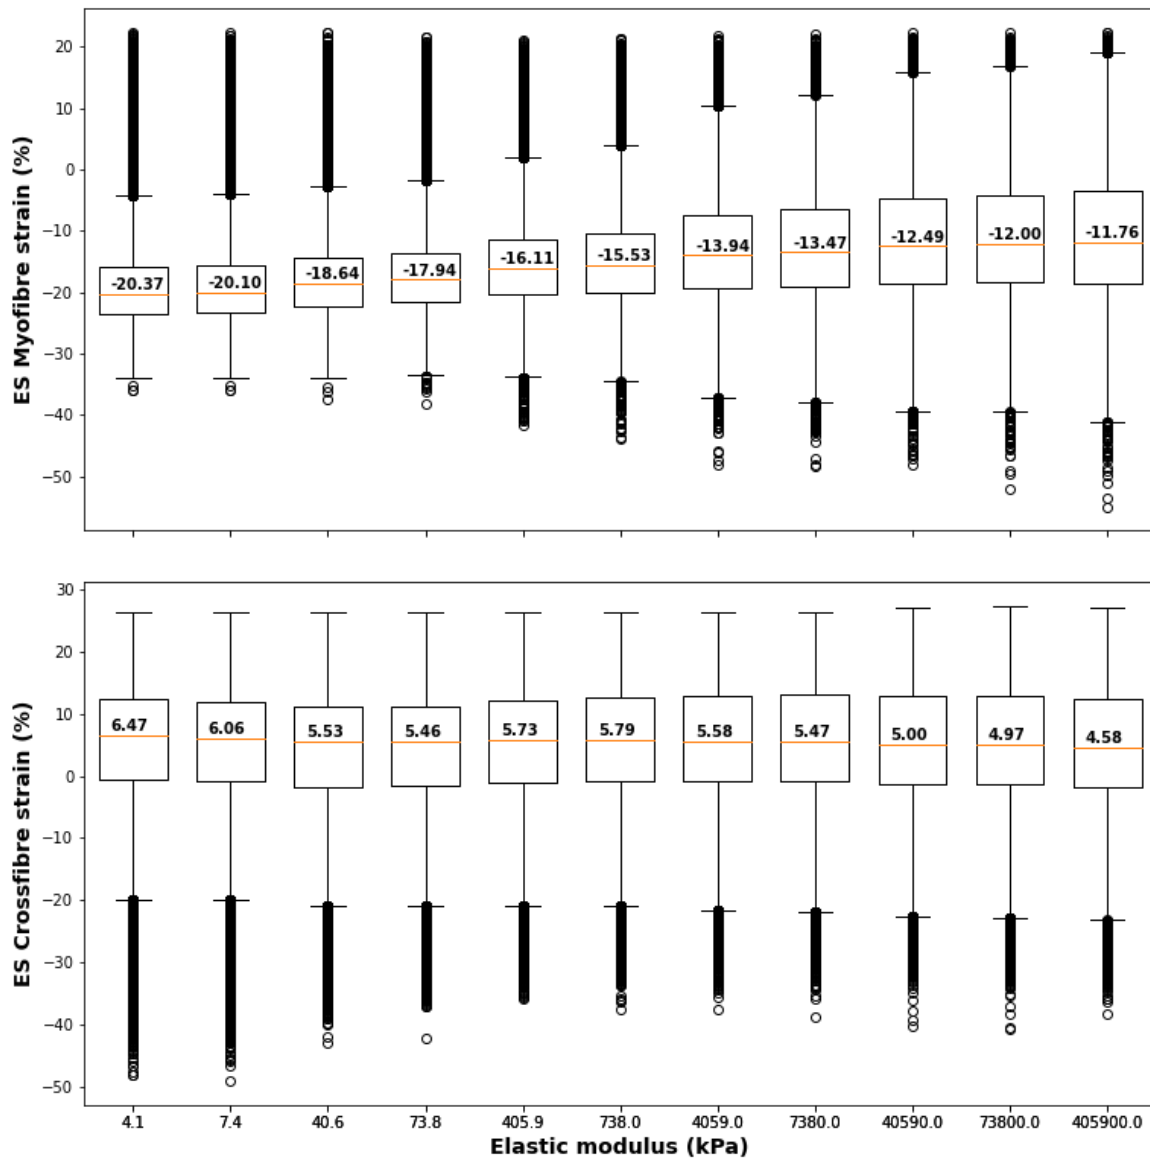 20
10
0
−10
−20
−30
−40
−50
ES Myofibre strain (%)
-20.37 -20.10 -18.64 -17.94 -16.11 -15.53 -13.94 -13.47 -12.49 -12.00 -11.76
30
20
10
0
−10
−20
−30
−40
−50
ES Crossfibre strain (%)
6.47 6.06 5.53 5.46 5.73 5.79 5.58 5.47 5.00 4.97 4.58
4.1 7.4 40.6 73.8 405.9 738.0 4059.0 7380.0 40590.0 73800.0 405900.0
Elastic modulus (kPa)